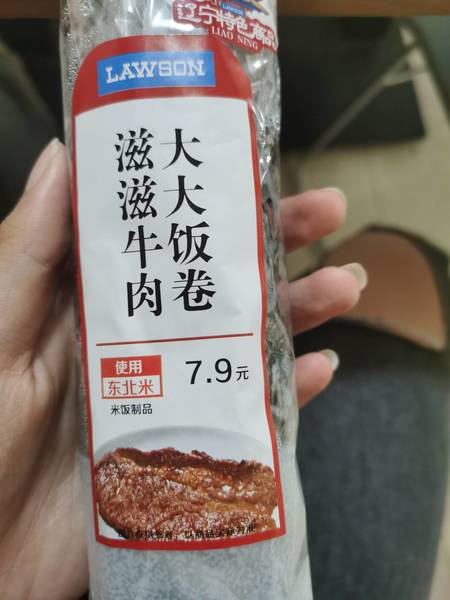 辽宁特色商品
LIAO NING
LAWSON
大大饭卷
滋滋牛肉
使用
东北米
米饭制品
7.9元